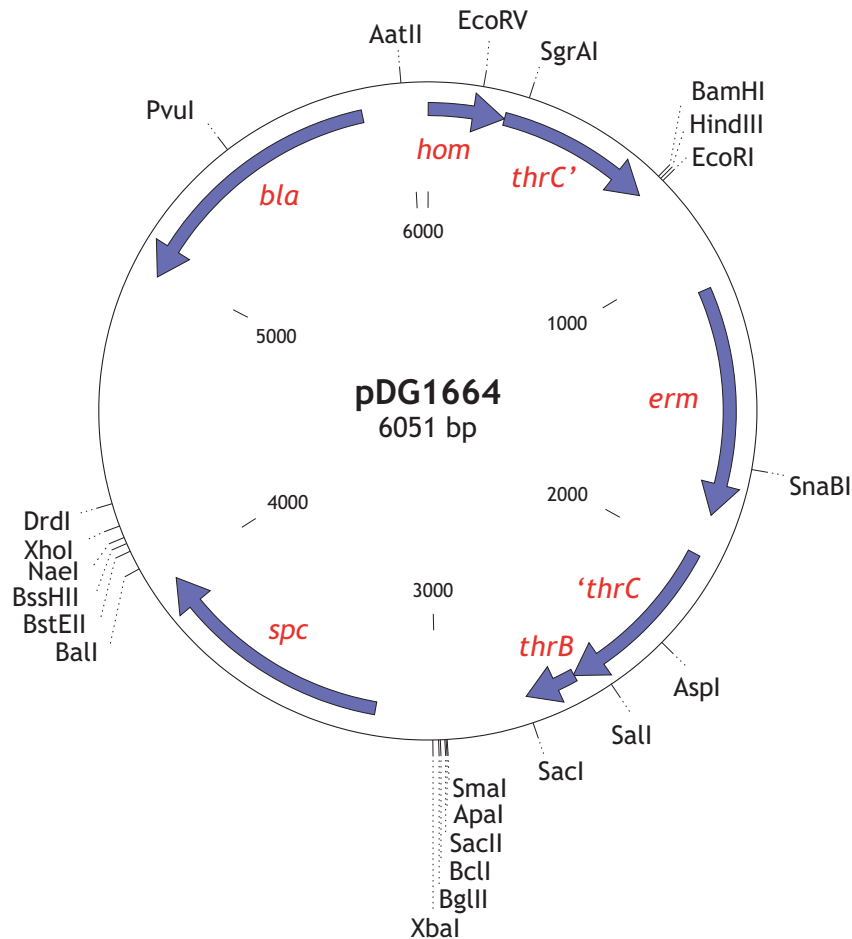 EcoRV
AatII
SgrAI
BamHI
PvuI
HindIII
hom
EcoRI
thrC’
bla
6000
1000
5000
pDG1664
6051 bp
erm
SnaBI
4000
2000
DrdI
XhoI
NaeI
‘thrC
BssHII
3000
BstEII
spc
thrB
BalI
AspI
SalI
SacI
SmaI
ApaI
SacII
BclI
BglII
XbaI